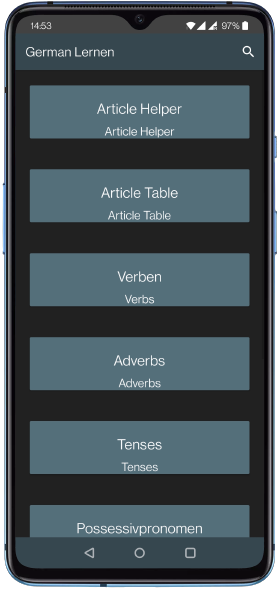 14:53 97%
German Lernen
Article Helper
Article Helper
Article Table
Article Table
Verben
Verbs
Adverbs
Adverbs
Tenses
Tenses
Possessivpronomen